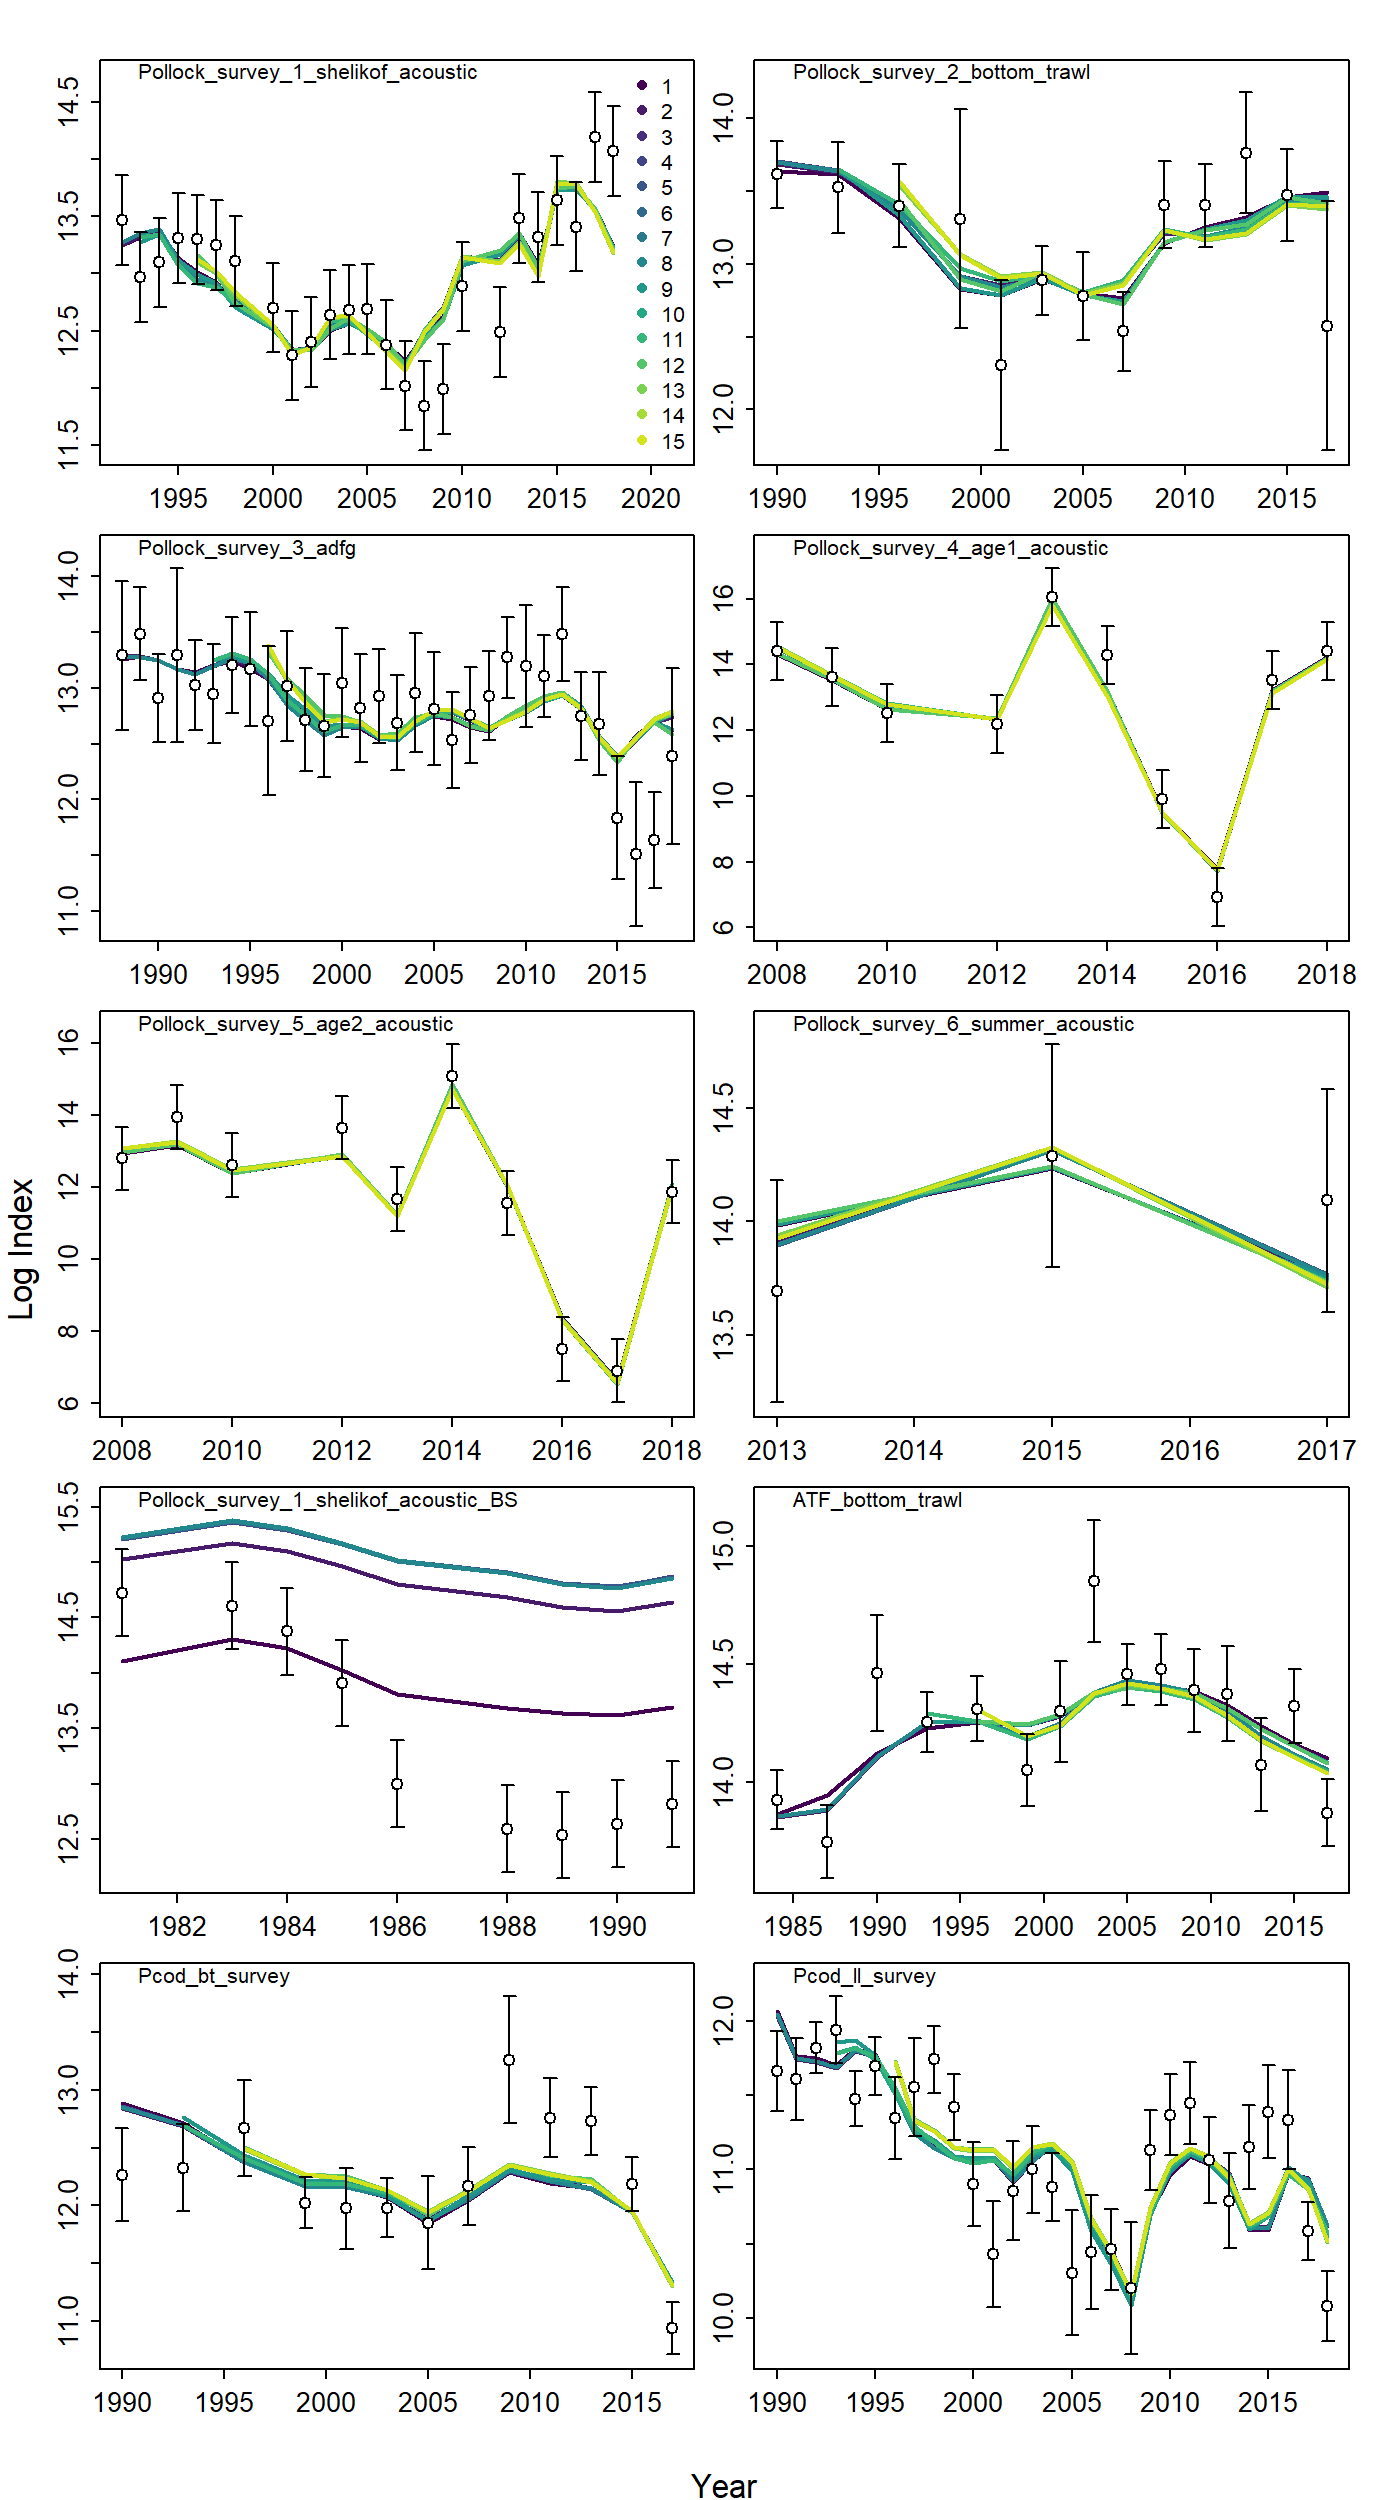 Pollock_survey_1_shelikof_acoustic
1
2
3
4
5
6
7
8
9
10
11
12
13
14
15
14.5
13.5
12.5
11.5
1995 2000 2005 2010 2015 2020
Pollock_survey_2_bottom_trawl
14.0
13.0
12.0
1990 1995 2000 2005 2010 2015
Pollock_survey_3_adfg
14.0
13.0
12.0
11.0
1990 1995 2000 2005 2010 2015
Pollock_survey_4_age1_acoustic
16
14
12
10
8
6
2008 2010 2012 2014 2016 2018
Pollock_survey_5_age2_acoustic
16
14
12
10
8
6
2008 2010 2012 2014 2016 2018
Pollock_survey_6_summer_acoustic
14.5
14.0
13.5
2013 2014 2015 2016 2017
Log Index
Pollock_survey_1_shelikof_acoustic_BS
15.5
14.5
13.5
12.5
1982 1984 1986 1988 1990
ATF_bottom_trawl
15.0
14.5
14.0
1985 1990 1995 2000 2005 2010 2015
Pcod_bt_survey
14.0
13.0
12.0
11.0
1990 1995 2000 2005 2010 2015
Pcod_ll_survey
12.0
11.0
10.0
1990 1995 2000 2005 2010 2015
Year